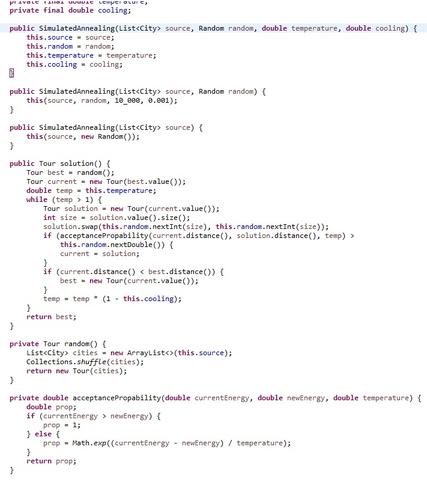 private final double temperature;
private final double cooling;
public SimulatedAnnealing(List<City> source, Random random, double temperature, double cooling) {
this.source = source;
this.random = random;
this.temperature = temperature;
this.cooling = cooling;
}
public SimulatedAnnealing(List<City> source, Random random) {
this(source, random, 10_000, 0.001);
}
public SimulatedAnnealing(List<City> source) {
this(source, new Random());
}
public Tour solution() {
Tour best = random();
Tour current = new Tour(best.value());
double temp = this.temperature;
while (temp > 1) {
Tour solution = new Tour(current.value());
int size = solution.value().size();
solution.swap(this.random.nextInt(size), this.random.nextInt(size));
if (acceptancePropability(current.distance(), solution.distance(), temp) >
this.random.nextDouble()) {
current = solution;
}
if (current.distance() < best.distance()) {
best = new Tour(current.value());
}
temp = temp * (1 - this.cooling);
}
return best;
}
private Tour random() {
List<City> cities = new ArrayList<>(this.source);
Collections.shuffle(cities);
return new Tour(cities);
}
private double acceptancePropability(double currentEnergy, double newEnergy, double temperature) {
double prop;
if (currentEnergy > newEnergy) {
prop = 1;
} else {
prop = Math.exp((currentEnergy - newEnergy) / temperature);
}
return prop;
}